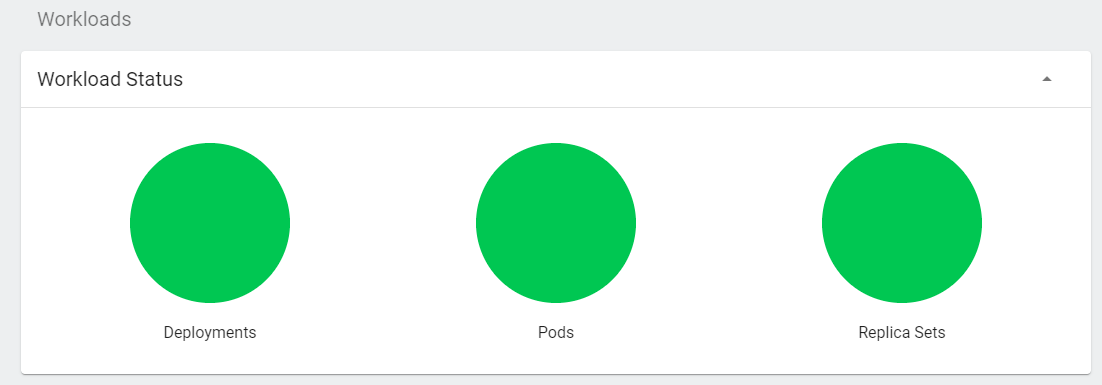 Workloads
Workload Status
Deployments
Pods
Replica Sets